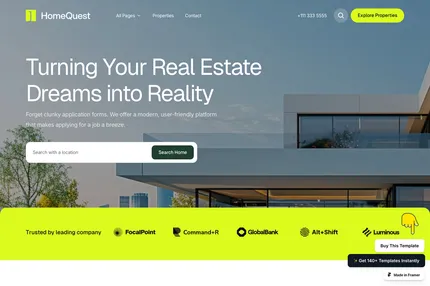 HomeQuest
All Pages
Properties
Contact
+111 333 5555
Explore Properties
Turning Your Real Estate
Dreams into Reality
Forget clunky application forms. We offer a modern, user-friendly platform
that makes applying for a job a breeze.
Search with a location
Search Home
Trusted by leading company
FocalPoint
Command+R
GlobalBank
Alt+Shift
Luminous
Buy This Template
Get 140+ Templates Instantly
Made in Framer